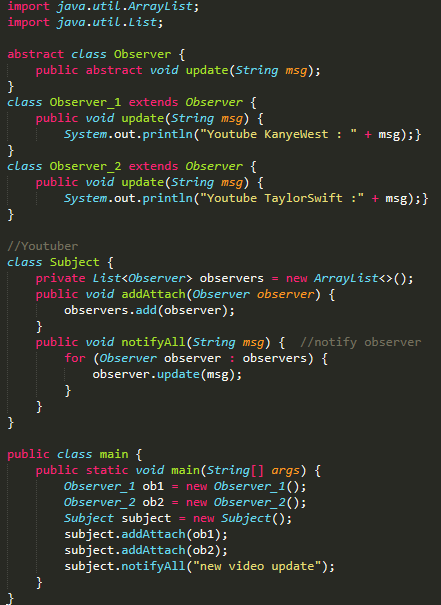 import java.util.ArrayList;
import java.util.List;

abstract class Observer {
    public abstract void update(String msg);
}
class Observer_1 extends Observer {
    public void update(String msg) {
        System.out.println("Youtube KanyeWest : " + msg);}
}
class Observer_2 extends Observer {
    public void update(String msg) {
        System.out.println("Youtube TaylorSwift :" + msg);}
}

//Youtuber
class Subject {
    private List<Observer> observers = new ArrayList<>();
    public void addAttach(Observer observer) {
        observers.add(observer);
    }
    public void notifyAll(String msg) {  //notify observer
        for (Observer observer : observers) {
            observer.update(msg);
        }
    }
}

public class main {
    public static void main(String[] args) {
        Observer_1 ob1 = new Observer_1();
        Observer_2 ob2 = new Observer_2();
        Subject subject = new Subject();
        subject.addAttach(ob1);
        subject.addAttach(ob2);
        subject.notifyAll("new video update");
    }
}